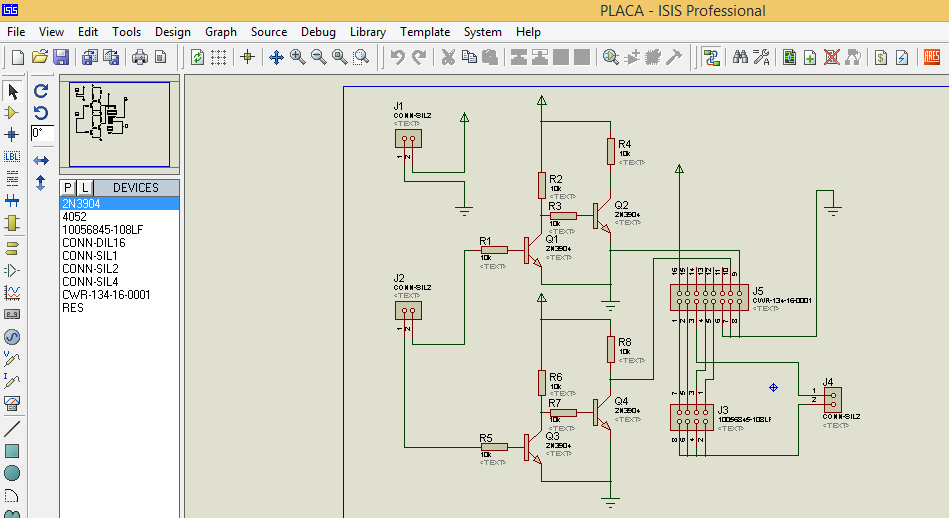 PLACA - ISIS Professional
File View Edit Tools Design Graph Source Debug Library Template System Help
ARES
LBL
0°
P L DEVICES
2N3904
4052
10056845-108LF
CONN-DIL16
CONN-SIL1
CONN-SIL2
CONN-SIL4
CWR-134-16-0001
RES
J1
CONN-SIL2
<TEXT>
1 2
J2
CONN-SIL2
<TEXT>
1 2
R1
10k
<TEXT>
R2
10k
<TEXT>
R3
10k
<TEXT>
R4
10k
<TEXT>
Q1
2N3904
<TEXT>
Q2
2N3904
<TEXT>
R5
10k
<TEXT>
R6
10k
<TEXT>
R7
10k
<TEXT>
R8
10k
<TEXT>
Q3
2N3904
<TEXT>
Q4
2N3904
<TEXT>
16 15 14 13 12 11 10 9
J5
CWR-134-16-0001
<TEXT>
1 2 3 4 5 6 7 8
7 5 3 1
J3
10056845-108LF
<TEXT>
8 6 4 2
J4
1
2
CONN-SIL2
<TEXT>